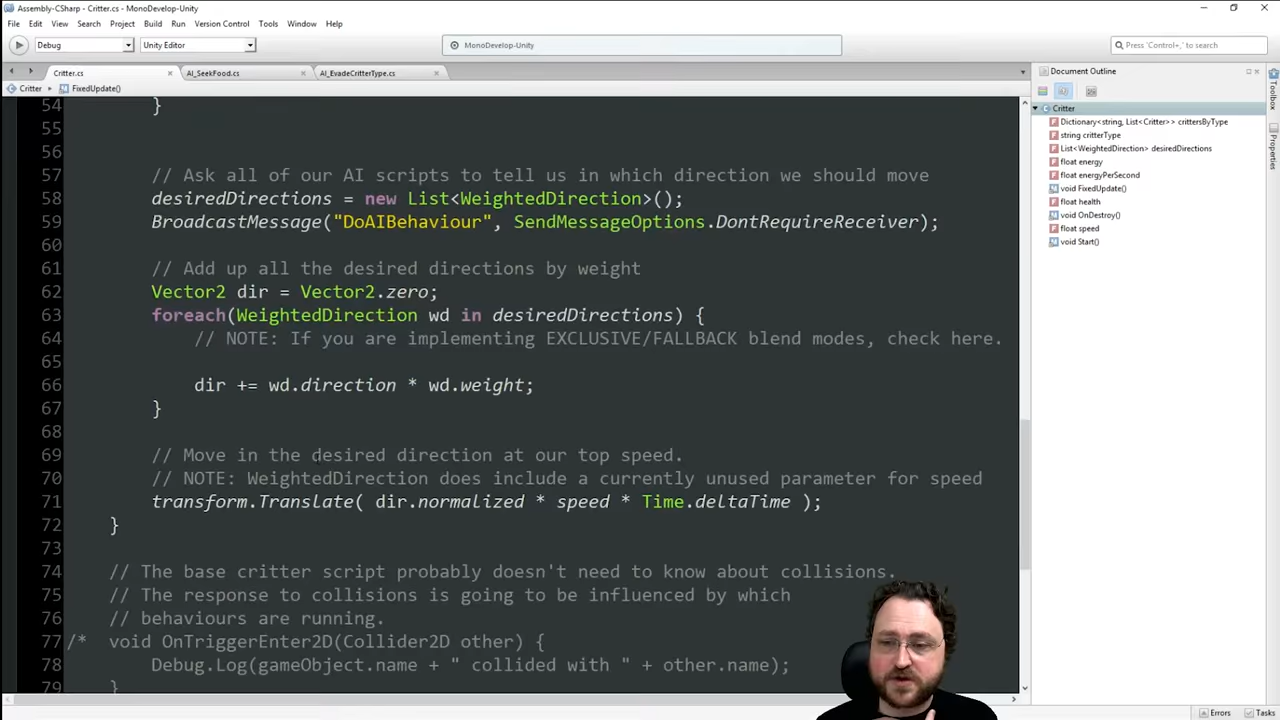 Assembly-CSharp - Critter.cs - MonoDevelop-Unity
File Edit View Search Project Build Run Version Control Tools Window Help
Debug Unity Editor MonoDevelop-Unity Press 'Control+,' to search
Critter.cs AI_SeekFood.cs AI_EvadeCritterType.cs
Critter FixedUpdate()
54 }
55
56
57 // Ask all of our AI scripts to tell us in which direction we should move
58 desiredDirections = new List<WeightedDirection>();
59 BroadcastMessage("DoAIBehaviour", SendMessageOptions.DontRequireReceiver);
60
61 // Add up all the desired directions by weight
62 Vector2 dir = Vector2.zero;
63 foreach(WeightedDirection wd in desiredDirections) {
64 // NOTE: If you are implementing EXCLUSIVE/FALLBACK blend modes, check here.
65
66 dir += wd.direction * wd.weight;
67 }
68
69 // Move in the desired direction at our top speed.
70 // NOTE: WeightedDirection does include a currently unused parameter for speed
71 transform.Translate( dir.normalized * speed * Time.deltaTime );
72 }
73
74 // The base critter script probably doesn't need to know about collisions.
75 // The response to collisions is going to be influenced by which
76 // behaviours are running.
77 /* void OnTriggerEnter2D(Collider2D other) {
78 Debug.Log(gameObject.name + " collided with " + other.name);
79 }
Document Outline
Critter
Dictionary<string, List<Critter>> crittersByType
string critterType
List<WeightedDirection> desiredDirections
float energy
float energyPerSecond
void FixedUpdate()
float health
void OnDestroy()
float speed
void Start()
Toolbox
Properties
Errors Tasks